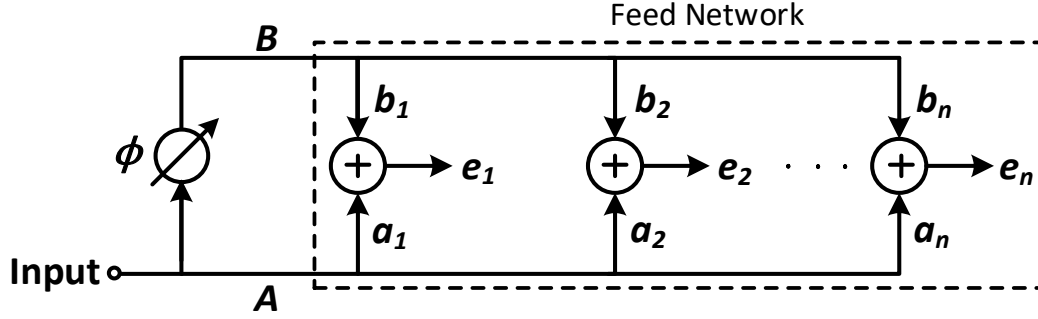 Feed Network
B
b1 b2 bn
ϕ
+ e1 + e2 . . . . + en
a1 a2 an
Input
A